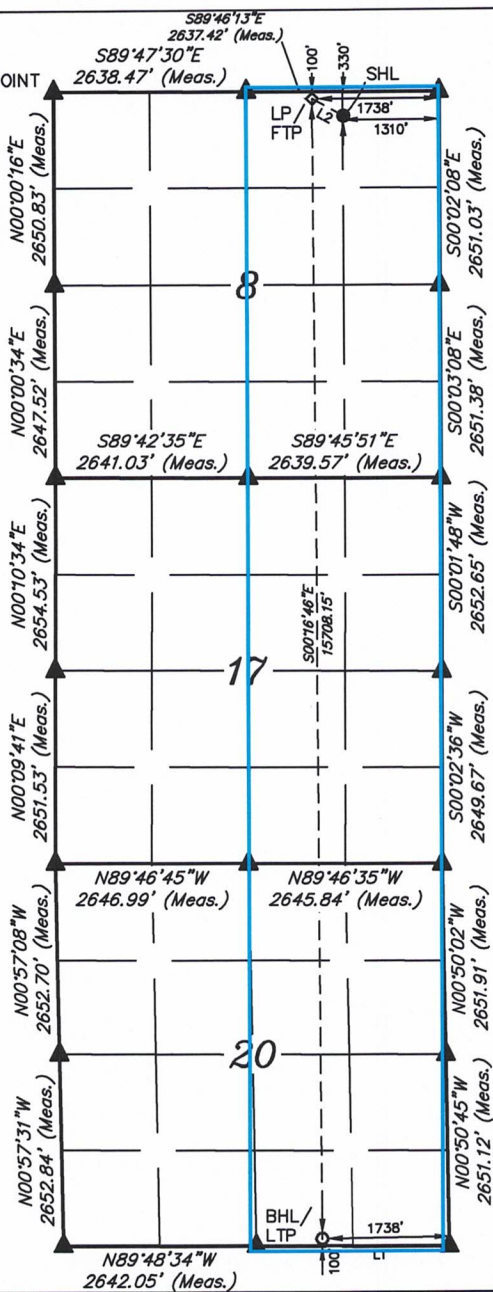 S89°46'13"E
2637.42' (Meas.)
S89°47'30"E
2638.47' (Meas.)
100'
330'
SHL
OINT
LP/
FTP
L2
1738'
1310'
N00°00'16"E
2650.83' (Meas.)
S00°02'08"E
2651.03' (Meas.)
8
N00°00'34"E
2647.52' (Meas.)
S00°03'08"E
2651.38' (Meas.)
S89°42'35"E
2641.03' (Meas.)
S89°45'51"E
2639.57' (Meas.)
N00°10'34"E
2654.53' (Meas.)
S00°01'48"W
2652.65' (Meas.)
S00°16'46"E
15708.15'
17
N00°09'41"E
2651.53' (Meas.)
S00°02'36"W
2649.67' (Meas.)
N89°46'45"W
2646.99' (Meas.)
N89°46'35"W
2645.84' (Meas.)
N00°57'08"W
2652.70' (Meas.)
N00°50'02"W
2651.91' (Meas.)
20
N00°57'31"W
2652.84' (Meas.)
N00°50'45"W
2651.12' (Meas.)
BHL/
LTP
1738'
L1
100'
N89°48'34"W
2642.05' (Meas.)